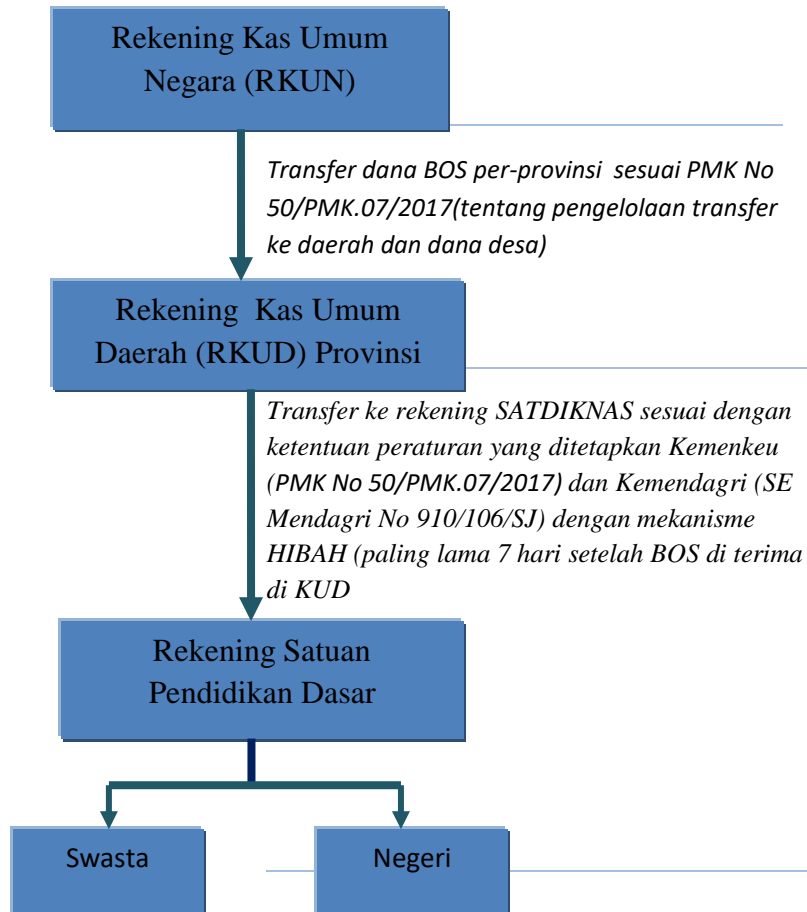 Rekening Kas Umum
Negara (RKUN)
Transfer dana BOS per-provinsi sesuai PMK No
50/PMK.07/2017(tentang pengelolaan transfer
ke daerah dan dana desa)
Rekening Kas Umum
Daerah (RKUD) Provinsi
Transfer ke rekening SATDIKNAS sesuai dengan
ketentuan peraturan yang ditetapkan Kemenkeu
(PMK No 50/PMK.07/2017) dan Kemendagri (SE
Mendagri No 910/106/SJ) dengan mekanisme
HIBAH (paling lama 7 hari setelah BOS di terima
di KUD
Rekening Satuan
Pendidikan Dasar
Swasta
Negeri